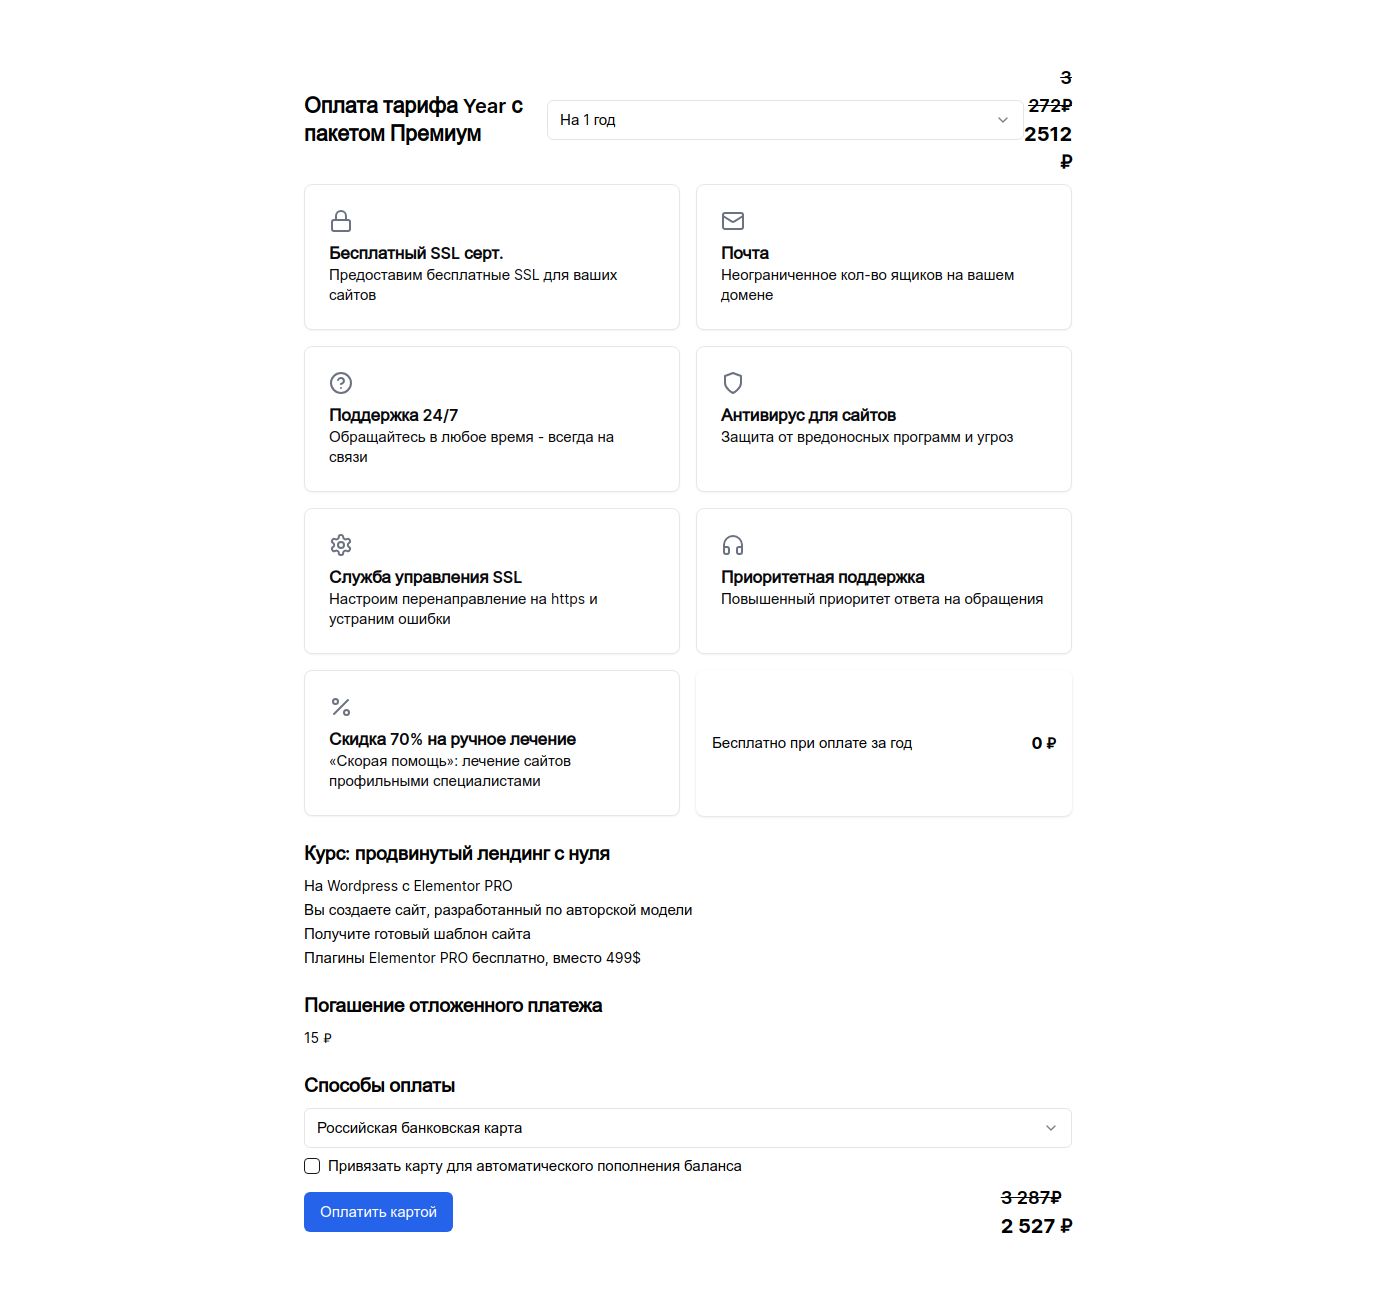 Оплата тарифа Year с
пакетом Премиум
На 1 год
3
272₽
2512
₽
Бесплатный SSL серт.
Предоставим бесплатные SSL для ваших
сайтов
Почта
Неограниченное кол-во ящиков на вашем
домене
Поддержка 24/7
Обращайтесь в любое время - всегда на
связи
Антивирус для сайтов
Защита от вредоносных программ и угроз
Служба управления SSL
Настроим перенаправление на https и
устраним ошибки
Приоритетная поддержка
Повышенный приоритет ответа на обращения
Скидка 70% на ручное лечение
«Скорая помощь»: лечение сайтов
профильными специалистами
Бесплатно при оплате за год
0 ₽
Курс: продвинутый лендинг с нуля
На Wordpress с Elementor PRO
Вы создаете сайт, разработанный по авторской модели
Получите готовый шаблон сайта
Плагины Elementor PRO бесплатно, вместо 499$
Погашение отложенного платежа
15 ₽
Способы оплаты
Российская банковская карта
Привязать карту для автоматического пополнения баланса
Оплатить картой
3 287₽
2 527 ₽